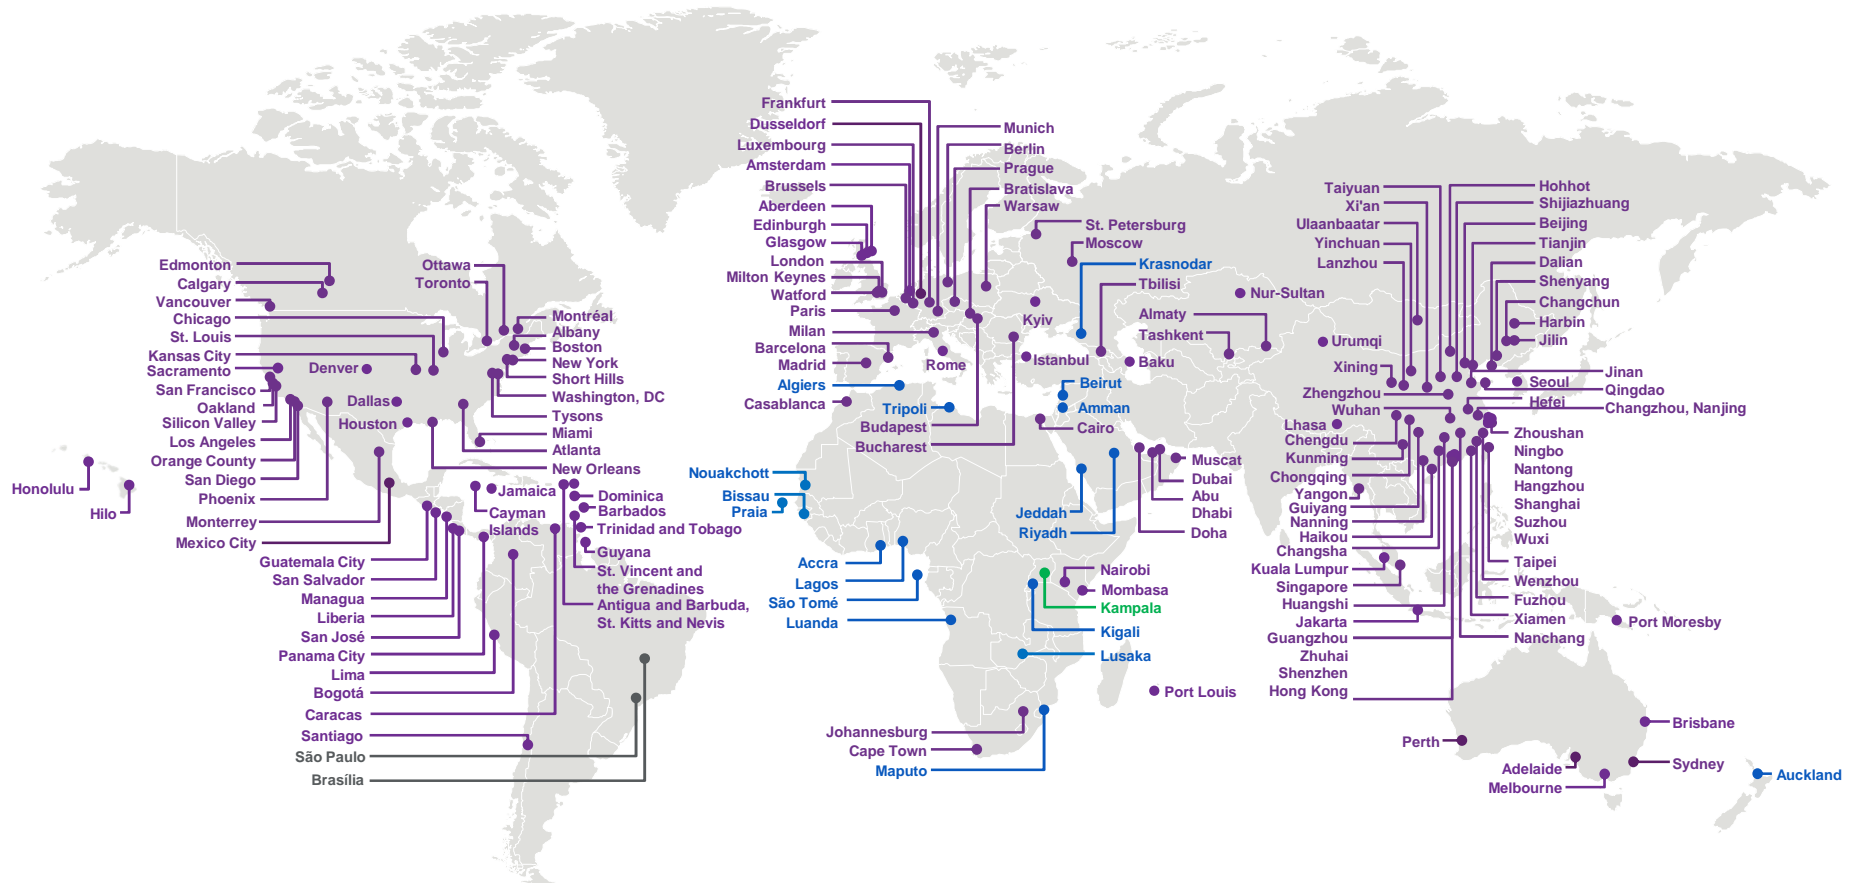 Edmonton
Calgary
Vancouver
Chicago
St. Louis
Kansas City
Sacramento
San Francisco
Oakland
Silicon Valley
Los Angeles
Orange County
San Diego
Phoenix
Monterrey
Mexico City
Guatemala City
San Salvador
Managua
Liberia
San José
Panama City
Lima
Bogotá
Caracas
Santiago
São Paulo
Brasília
Honolulu
Hilo
Denver
Dallas
Houston
Ottawa
Toronto
Montréal
Albany
Boston
New York
Short Hills
Washington, DC
Tysons
Miami
Atlanta
New Orleans
Jamaica
Cayman
Islands
Dominica
Barbados
Trinidad and Tobago
Guyana
St. Vincent and
the Grenadines
Antigua and Barbuda,
St. Kitts and Nevis
Frankfurt
Dusseldorf
Luxembourg
Amsterdam
Brussels
Aberdeen
Edinburgh
Glasgow
London
Milton Keynes
Watford
Paris
Milan
Barcelona
Madrid
Algiers
Casablanca
Tripoli
Budapest
Bucharest
Nouakchott
Bissau
Praia
Accra
Lagos
São Tomé
Luanda
Johannesburg
Cape Town
Maputo
Munich
Berlin
Prague
Bratislava
Warsaw
St. Petersburg
Moscow
Krasnodar
Tbilisi
Kyiv
Rome
Istanbul
Baku
Beirut
Amman
Cairo
Almaty
Tashkent
Nur-Sultan
Muscat
Dubai
Abu
Dhabi
Doha
Jeddah
Riyadh
Nairobi
Mombasa
Kampala
Kigali
Lusaka
Port Louis
Taiyuan
Xi'an
Ulaanbaatar
Yinchuan
Lanzhou
Urumqi
Xining
Zhengzhou
Wuhan
Lhasa
Chengdu
Kunming
Chongqing
Yangon
Guiyang
Nanning
Haikou
Changsha
Kuala Lumpur
Singapore
Huangshi
Jakarta
Guangzhou
Zhuhai
Shenzhen
Hong Kong
Hohhot
Shijiazhuang
Beijing
Tianjin
Dalian
Shenyang
Changchun
Harbin
Jilin
Jinan
Seoul
Qingdao
Hefei
Changzhou, Nanjing
Zhoushan
Ningbo
Nantong
Hangzhou
Shanghai
Suzhou
Wuxi
Taipei
Wenzhou
Fuzhou
Xiamen
Nanchang
Port Moresby
Brisbane
Perth
Adelaide
Melbourne
Sydney
Auckland